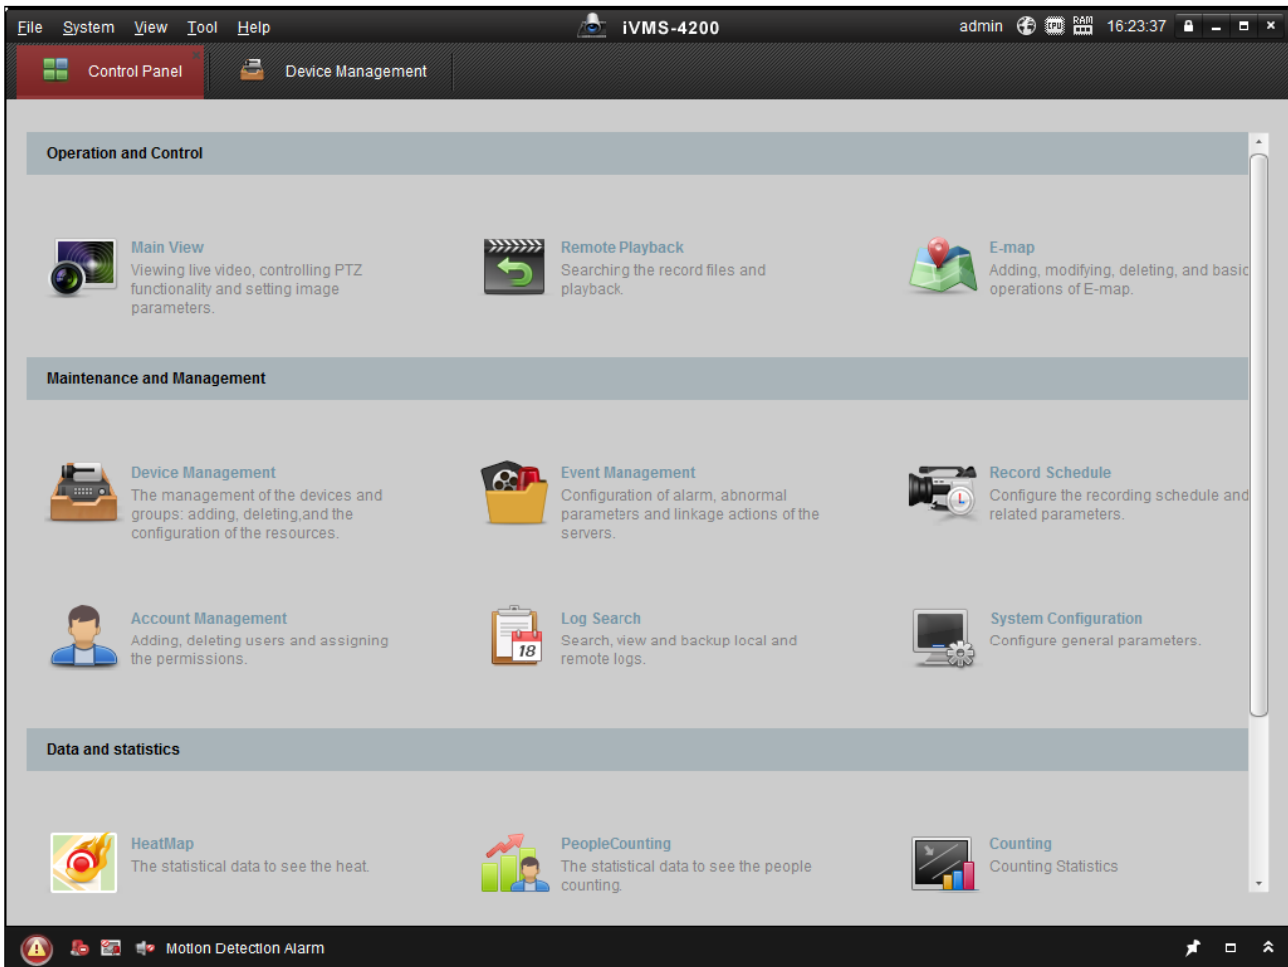 File System View Tool Help iVMS-4200 admin CPU RAM 16:23:37
Control Panel Device Management
Operation and Control
Main View
Viewing live video, controlling PTZ
functionality and setting image
parameters.
Remote Playback
Searching the record files and
playback.
E-map
Adding, modifying, deleting, and basic
operations of E-map.
Maintenance and Management
Device Management
The management of the devices and
groups: adding, deleting,and the
configuration of the resources.
Event Management
Configuration of alarm, abnormal
parameters and linkage actions of the
servers.
Record Schedule
Configure the recording schedule and
related parameters.
Account Management
Adding, deleting users and assigning
the permissions.
18
Log Search
Search, view and backup local and
remote logs.
System Configuration
Configure general parameters.
Data and statistics
HeatMap
The statistical data to see the heat.
PeopleCounting
The statistical data to see the people
counting.
Counting
Counting Statistics
Motion Detection Alarm